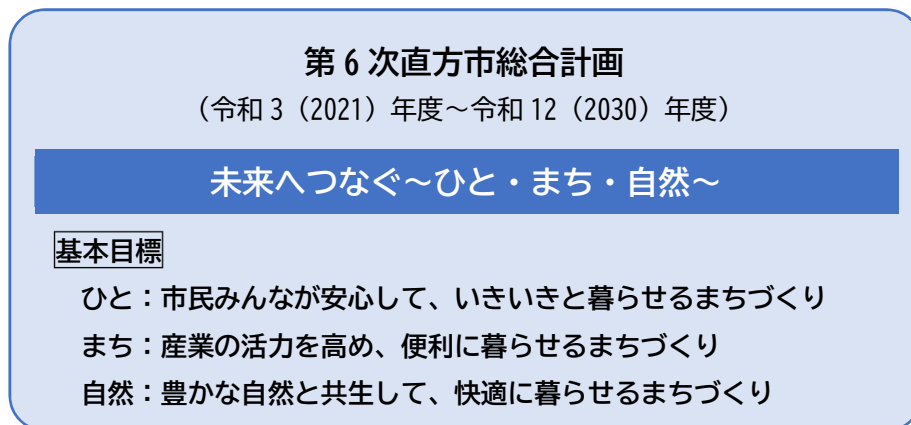 第6次直方市総合計画
（令和3（2021）年度～令和12（2030）年度）
未来へつなぐ～ひと・まち・自然～
基本目標
ひと：市民みんなが安心して、いきいきと暮らせるまちづくり
まち：産業の活力を高め、便利に暮らせるまちづくり
自然：豊かな自然と共生して、快適に暮らせるまちづくり